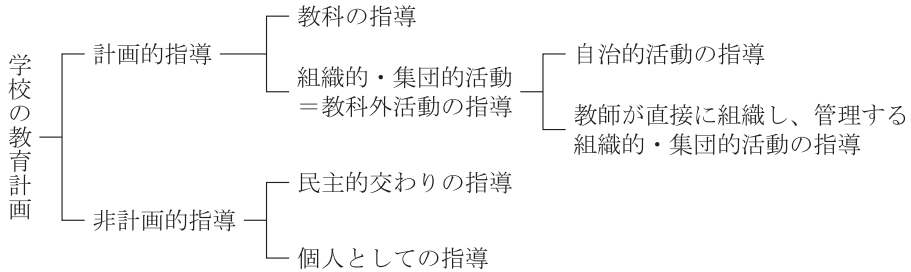 学校の教育計画
計画的指導
教科の指導
組織的・集団的活動
＝教科外活動の指導
自治的活動の指導
教師が直接に組織し、管理する
組織的・集団的活動の指導
非計画的指導
民主的交わりの指導
個人としての指導